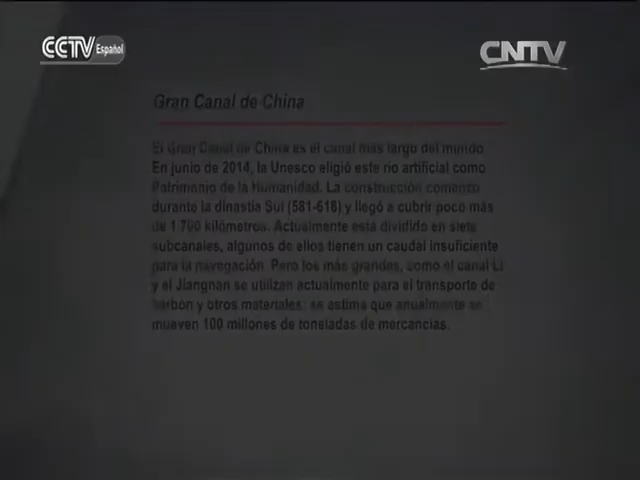 CCTV Español
CNTV
Gran Canal de China
El Gran Canal de China es el canal más largo del mundo.
En junio de 2014, la Unesco eligió este río artificial como
Patrimonio de la Humanidad. La construcción comenzó
durante la dinastía Sui (581-618) y llegó a cubrir poco más
de 1.700 kilómetros. Actualmente está dividido en siete
subcanales, algunos de ellos tienen un caudal insuficiente
para la navegación. Pero los más grandes, como el canal Li
y el Jiangnan se utilizan actualmente para el transporte de
carbón y otros materiales: se estima que anualmente se
mueven 100 millones de toneladas de mercancías.